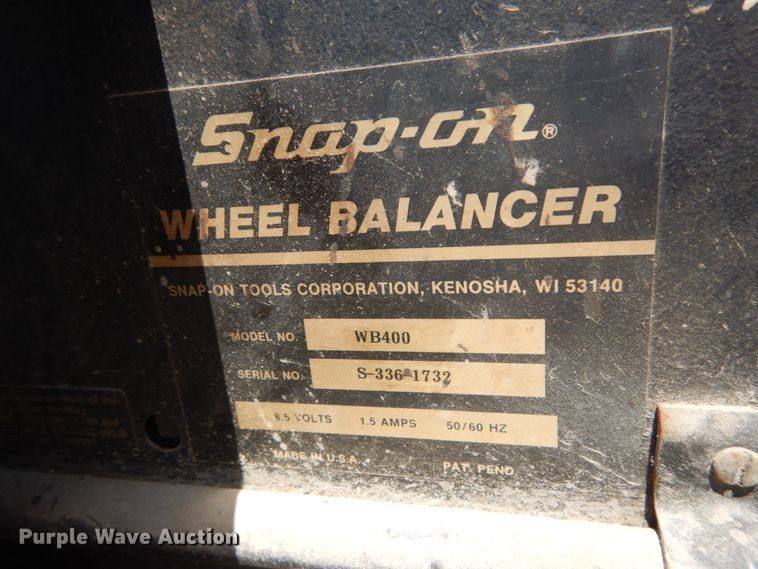 Snap-on®
WHEEL BALANCER
SNAP-ON TOOLS CORPORATION, KENOSHA, WI 53140
MODEL NO. WB400
SERIAL NO. S-336-1732
8.5 VOLTS 1.5 AMPS 50/60 HZ
MADE IN U.S.A. PAT. PEND.
Purple Wave Auction